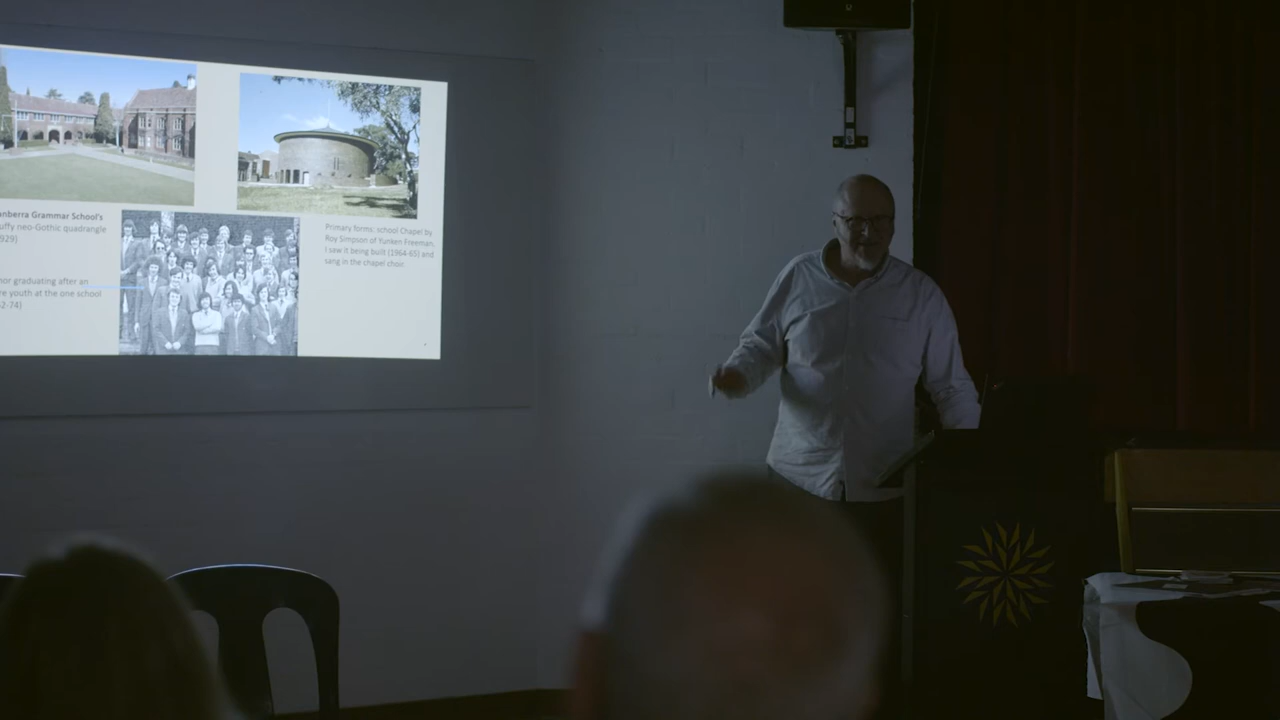 anberra Grammar School's
uffy neo-Gothic quadrangle
929)
nor graduating after an
re youth at the one school
2-74)
Primary forms: school Chapel by
Roy Simpson of Yunken Freeman.
I saw it being built (1964-65) and
sang in the chapel choir.